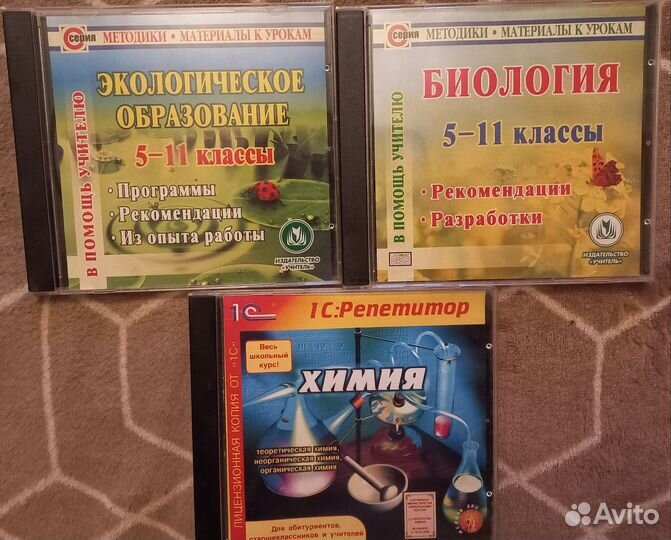 серия
МЕТОДИКИ • МАТЕРИАЛЫ К УРОКАМ
В ПОМОЩЬ УЧИТЕЛЮ
ЭКОЛОГИЧЕСКОЕ
ОБРАЗОВАНИЕ
5–11 КЛАССЫ
• Программы
• Рекомендации
• Из опыта работы
ИЗДАТЕЛЬСТВО
«УЧИТЕЛЬ»
серия
МЕТОДИКИ • МАТЕРИАЛЫ К УРОКАМ
В ПОМОЩЬ УЧИТЕЛЮ
БИОЛОГИЯ
5–11 КЛАССЫ
• Рекомендации
• Разработки
ИЗДАТЕЛЬСТВО
«УЧИТЕЛЬ»
1С
1С:Репетитор
ЛИЦЕНЗИОННАЯ КОПИЯ ОТ «1С»
Весь
школьный
курс!
ХИМИЯ
теоретическая химия,
неорганическая химия,
органическая химия
Для абитуриентов,
старшеклассников и учителей
Avito